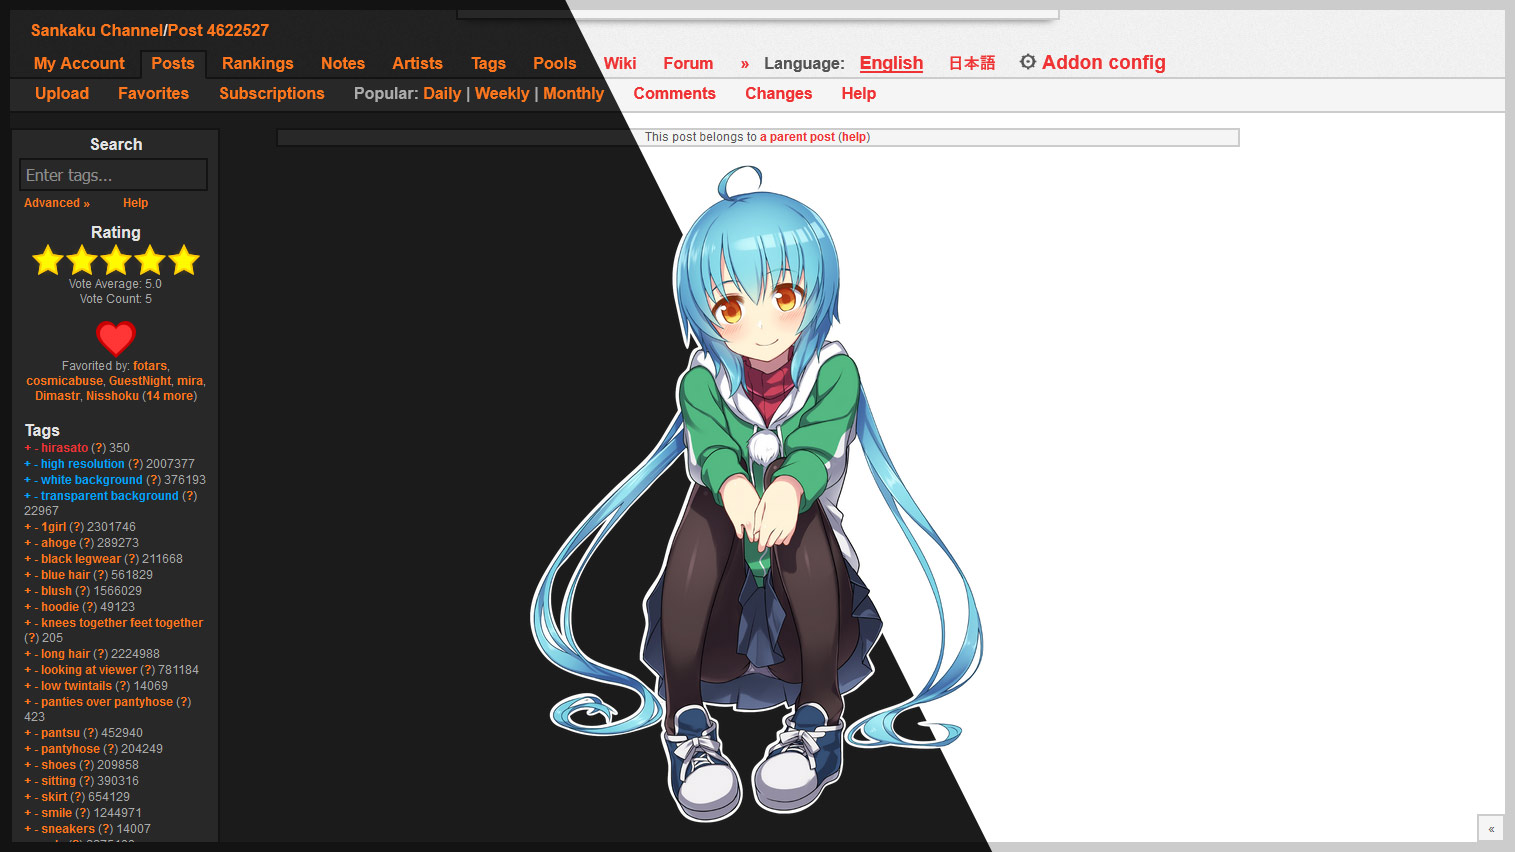 Sankaku Channel/Post 4622527
My Account Posts Rankings Notes Artists Tags Pools Wiki Forum » Language: English 日本語 Addon config
Upload Favorites Subscriptions Popular: Daily | Weekly | Monthly Comments Changes Help
This post belongs to a parent post (help)
Search
Enter tags...
Advanced » Help
Rating
Vote Average: 5.0
Vote Count: 5
Favorited by: fotars,
cosmicabuse, GuestNight, mira,
Dimastr, Nisshoku (14 more)
Tags
+ - hirasato (?) 350
+ - high resolution (?) 2007377
+ - white background (?) 376193
+ - transparent background (?)
22967
+ - 1girl (?) 2301746
+ - ahoge (?) 289273
+ - black legwear (?) 211668
+ - blue hair (?) 561829
+ - blush (?) 1566029
+ - hoodie (?) 49123
+ - knees together feet together
(?) 205
+ - long hair (?) 2224988
+ - looking at viewer (?) 781184
+ - low twintails (?) 14069
+ - panties over pantyhose (?)
423
+ - pantsu (?) 452940
+ - pantyhose (?) 204249
+ - shoes (?) 209858
+ - sitting (?) 390316
+ - skirt (?) 654129
+ - smile (?) 1244971
+ - sneakers (?) 14007
«